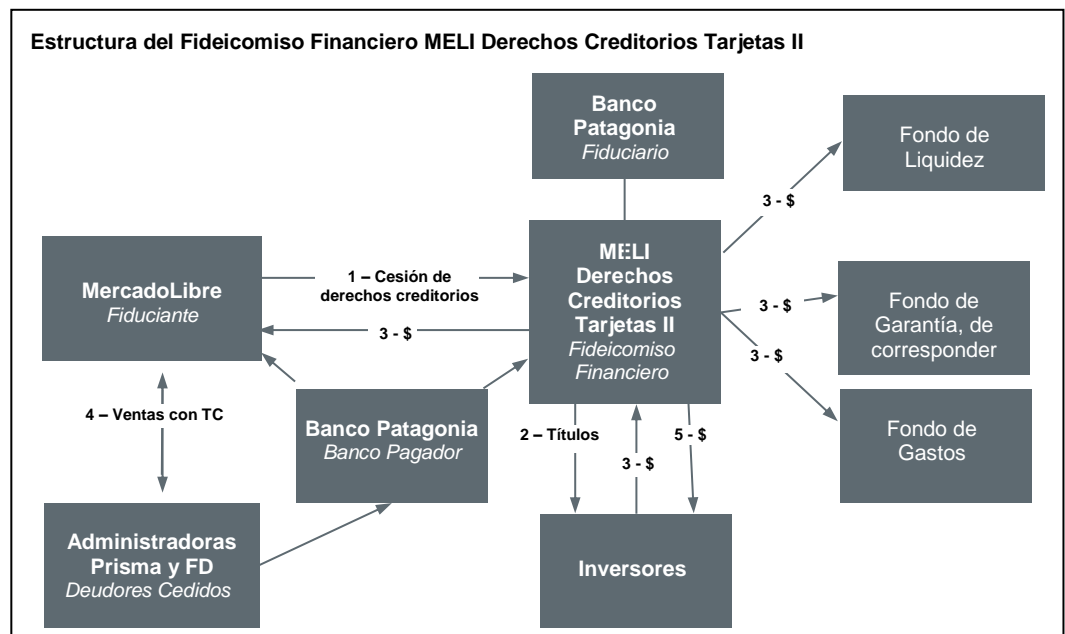 Estructura del Fideicomiso Financiero MELI Derechos Creditorios Tarjetas II
Banco
Patagonia
Fiduciario
Fondo de
Liquidez
3 - $
MercadoLibre
Fiduciante
1 – Cesión de
derechos creditorios
3 - $
MELI
Derechos
Creditorios
Tarjetas II
Fideicomiso
Financiero
3 - $
Fondo de
Garantía, de
corresponder
3 - $
4 – Ventas con TC
Banco Patagonia
Banco Pagador
2 – Títulos
3 - $
5 - $
Fondo de
Gastos
Administradoras
Prisma y FD
Deudores Cedidos
Inversores